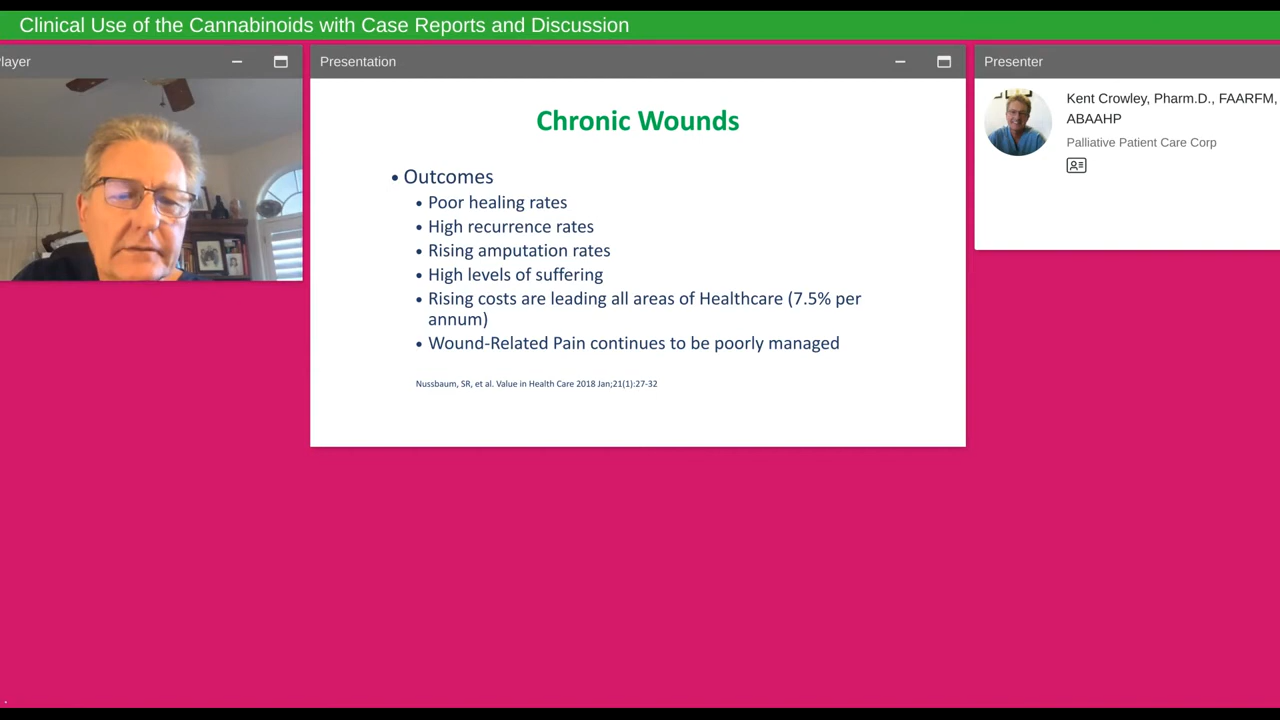 Clinical Use of the Cannabinoids with Case Reports and Discussion
layer
Presentation
Presenter
Chronic Wounds
• Outcomes
• Poor healing rates
• High recurrence rates
• Rising amputation rates
• High levels of suffering
• Rising costs are leading all areas of Healthcare (7.5% per
annum)
• Wound-Related Pain continues to be poorly managed
Nussbaum, SR, et al. Value in Health Care 2018 Jan;21(1):27-32
Kent Crowley, Pharm.D., FAARFM,
ABAAHP
Palliative Patient Care Corp